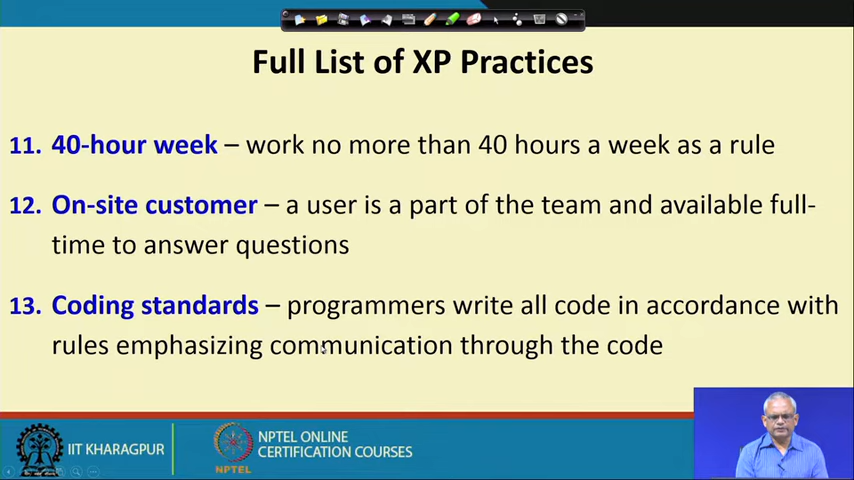 Full List of XP Practices
11. 40-hour week – work no more than 40 hours a week as a rule
12. On-site customer – a user is a part of the team and available full-
time to answer questions
13. Coding standards – programmers write all code in accordance with
rules emphasizing communication through the code
IIT KHARAGPUR
NPTEL
NPTEL ONLINE
CERTIFICATION COURSES